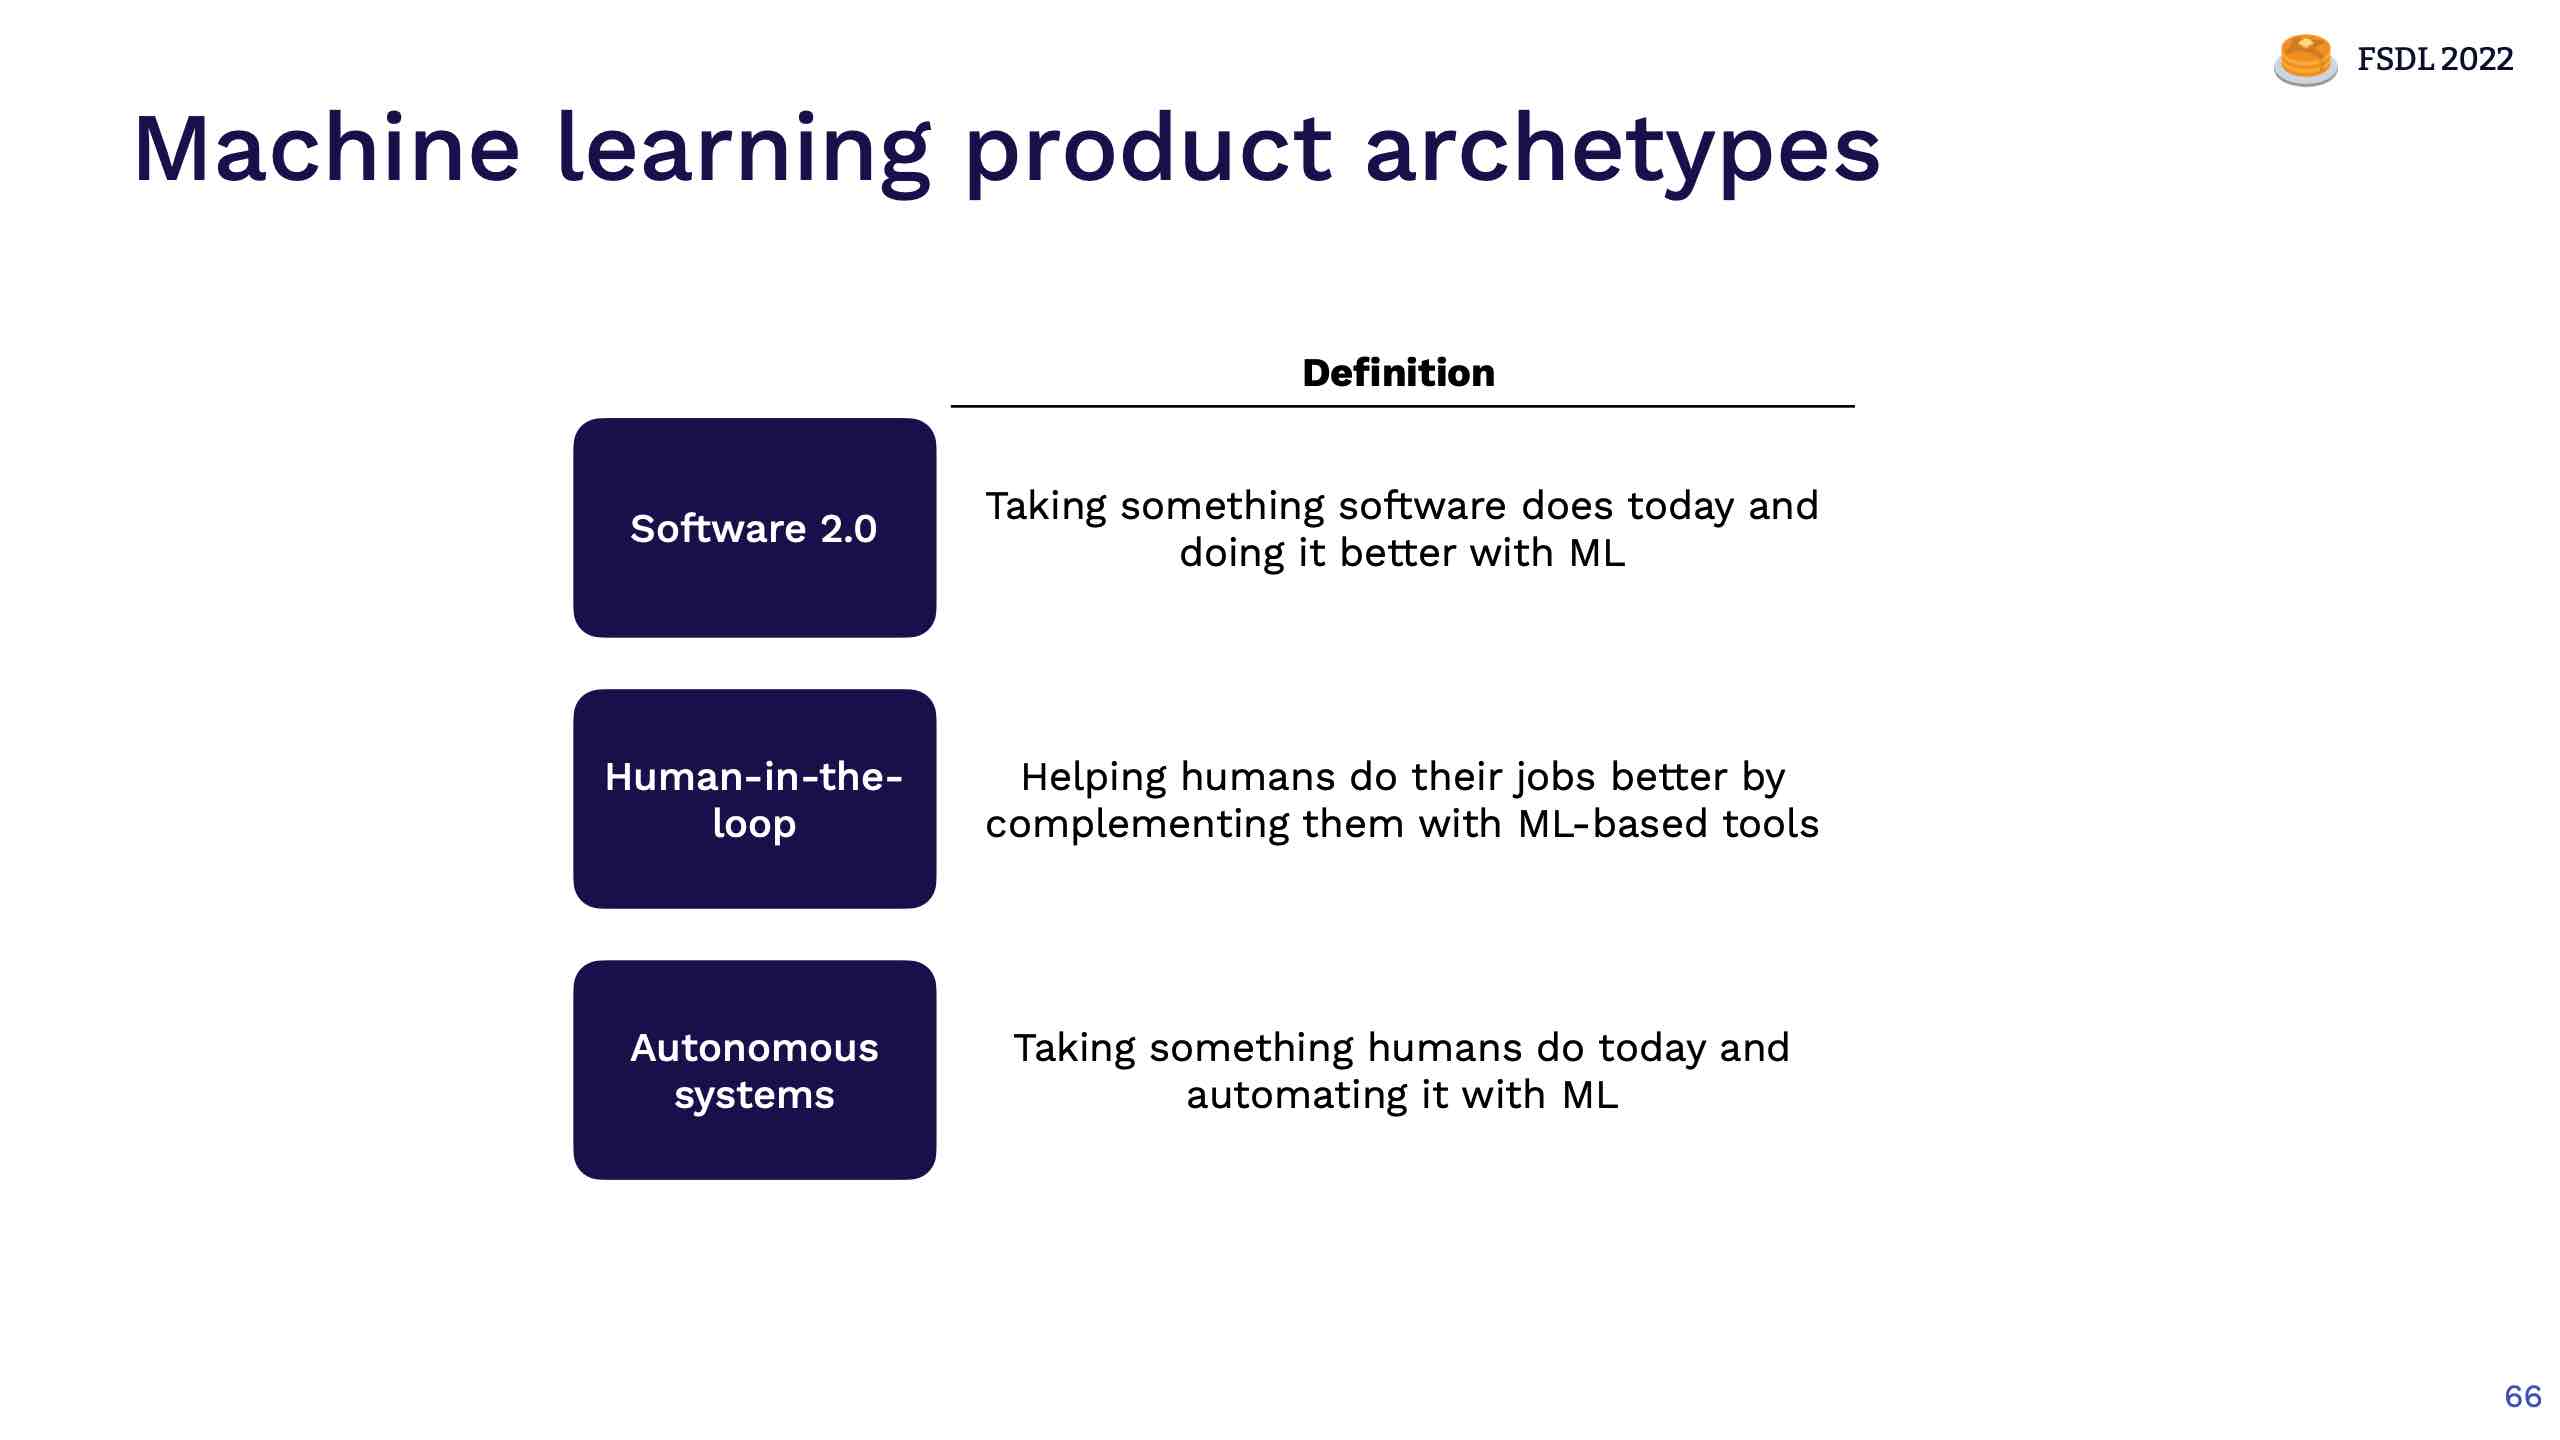 FSDL 2022
Machine learning product archetypes
Definition
Software 2.0
Taking something software does today and
doing it better with ML
Human-in-the-
loop
Helping humans do their jobs better by
complementing them with ML-based tools
Autonomous
systems
Taking something humans do today and
automating it with ML
66